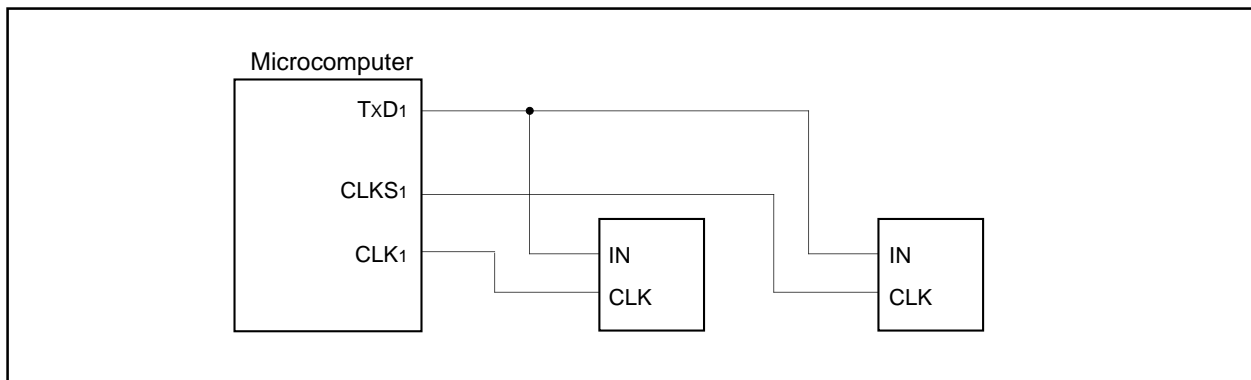 Microcomputer
TxD1
CLKS1
CLK1
IN
CLK
IN
CLK